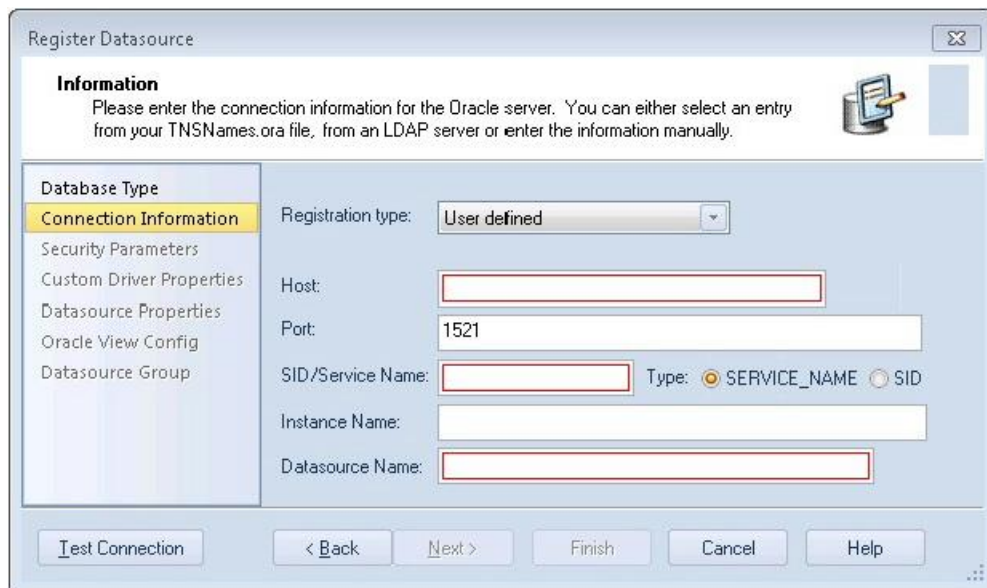 Register Datasource
Information
Please enter the connection information for the Oracle server. You can either select an entry
from your TNSNames.ora file, from an LDAP server or enter the information manually.
Database Type
Connection Information
Security Parameters
Custom Driver Properties
Datasource Properties
Oracle View Config
Datasource Group
Registration type: User defined
Host:
Port: 1521
SID/Service Name: Type: SERVICE_NAME SID
Instance Name:
Datasource Name:
Test Connection < Back Next > Finish Cancel Help